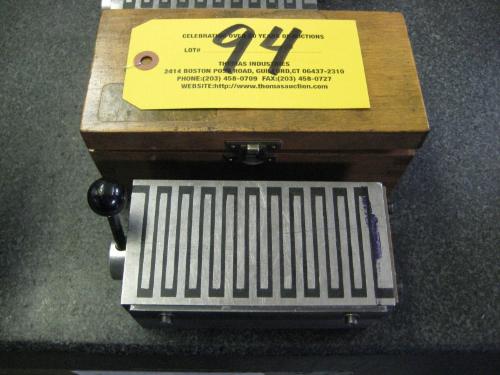 CELEBRATING OVER 50 YEARS OF AUCTIONS
LOT#
94
THOMAS INDUSTRIES
2414 BOSTON POST ROAD, GUILFORD,CT 06437-2310
PHONE:(203) 458-0709 FAX:(203) 458-0727
WEBSITE:http://www.thomasauction.com